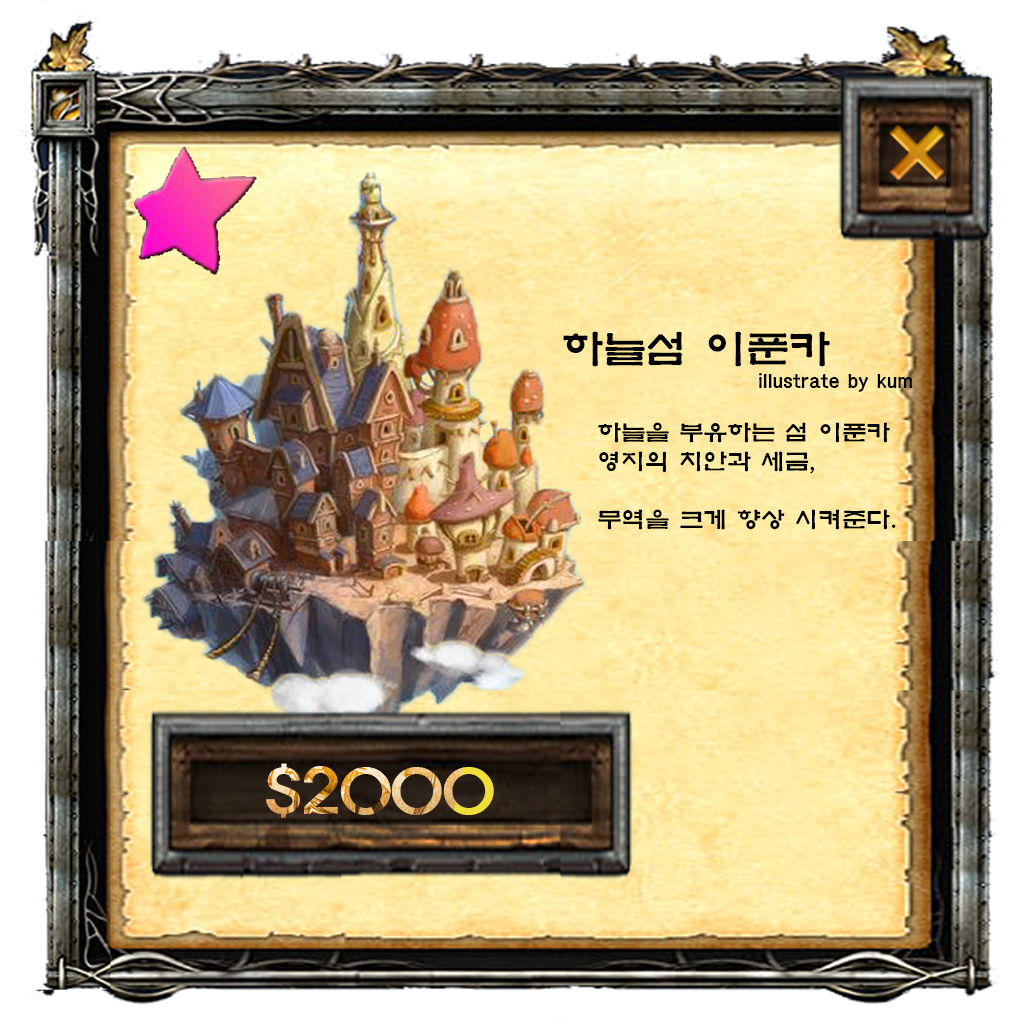 하늘섬 이푼카
illustrate by kum
하늘을 부유하는 섬 이푼카
영지의 치안과 세금,
무역을 크게 향상 시켜준다.
$2000